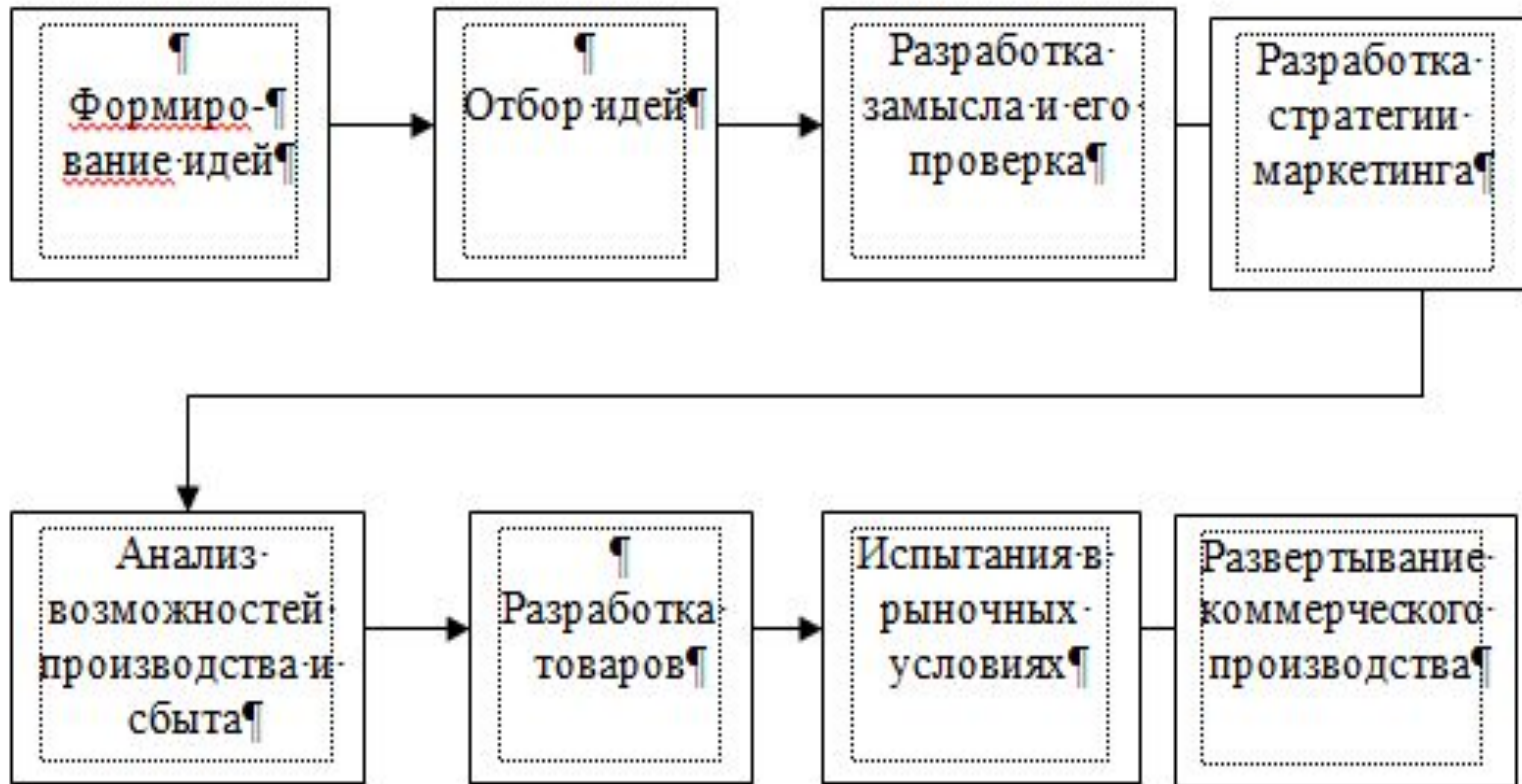 Формиро-
вание идей
Отбор идей
Разработка
замысла и его
проверка
Разработка
стратегии
маркетинга
Анализ
возможностей
производства и
сбыта
Разработка
товаров
Испытания в
рыночных
условиях
Развертывание
коммерческого
производства